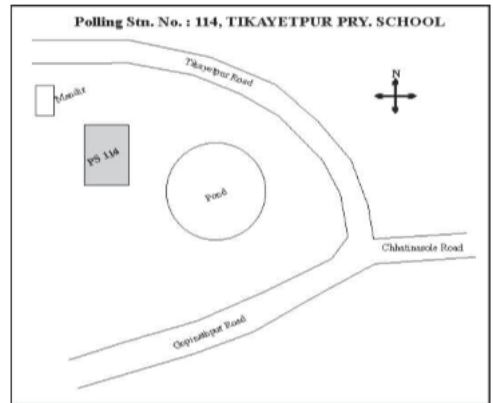 Polling Stn. No. : 114, TIKAYETPUR PRY. SCHOOL
Tikayetpur Road
N
Mandir
PS 114
Pond
Chhatinasole Road
Gopinathpur Road